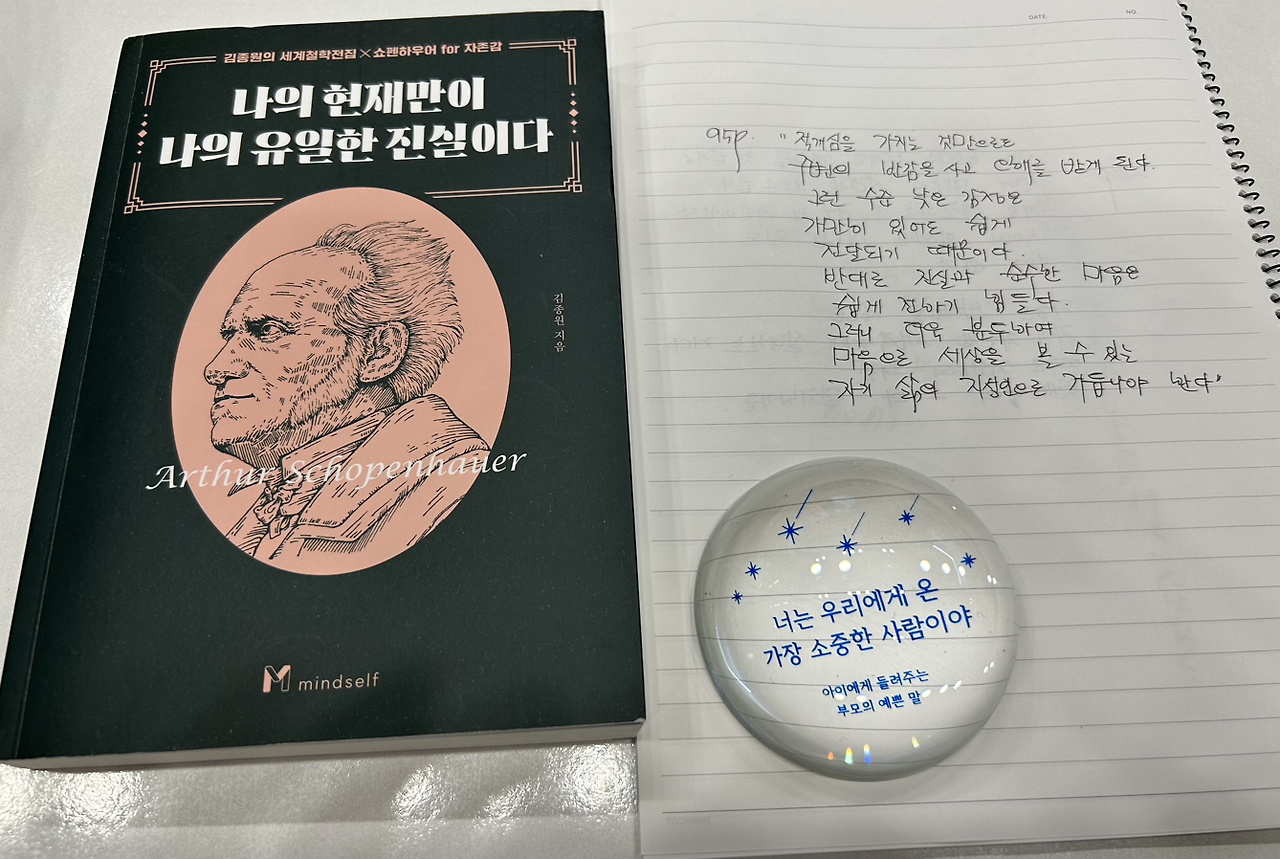 김종원의 세계철학전집 × 쇼펜하우어 for 자존감
나의 현재만이
나의 유일한 진실이다
김종원 지음
Arthur Schopenhauer
M mindself
DATE. NO.
95p. "적개심을 가지는 것만으로도
주변의 반감을 사고 오해를 받게 된다.
그런 수준 낮은 감정은
가만히 있어도 쉽게
전달되기 때문이다.
반대로 진실과 순수한 마음은
쉽게 전하기 힘들다.
그러니 더욱 분투하여
마음으로 세상을 볼 수 있는
자기 삶의 지성인으로 거듭나야 한다"
너는 우리에게 온
가장 소중한 사람이야
아이에게 들려주는
부모의 예쁜 말